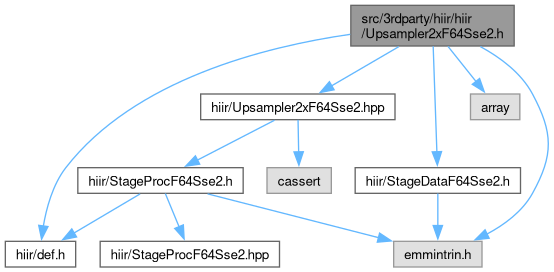 src/3rdparty/hiir/hiir
/Upsampler2xF64Sse2.h
hiir/Upsampler2xF64Sse2.hpp
array
hiir/StageProcF64Sse2.h
cassert
hiir/StageDataF64Sse2.h
hiir/def.h
hiir/StageProcF64Sse2.hpp
emmintrin.h